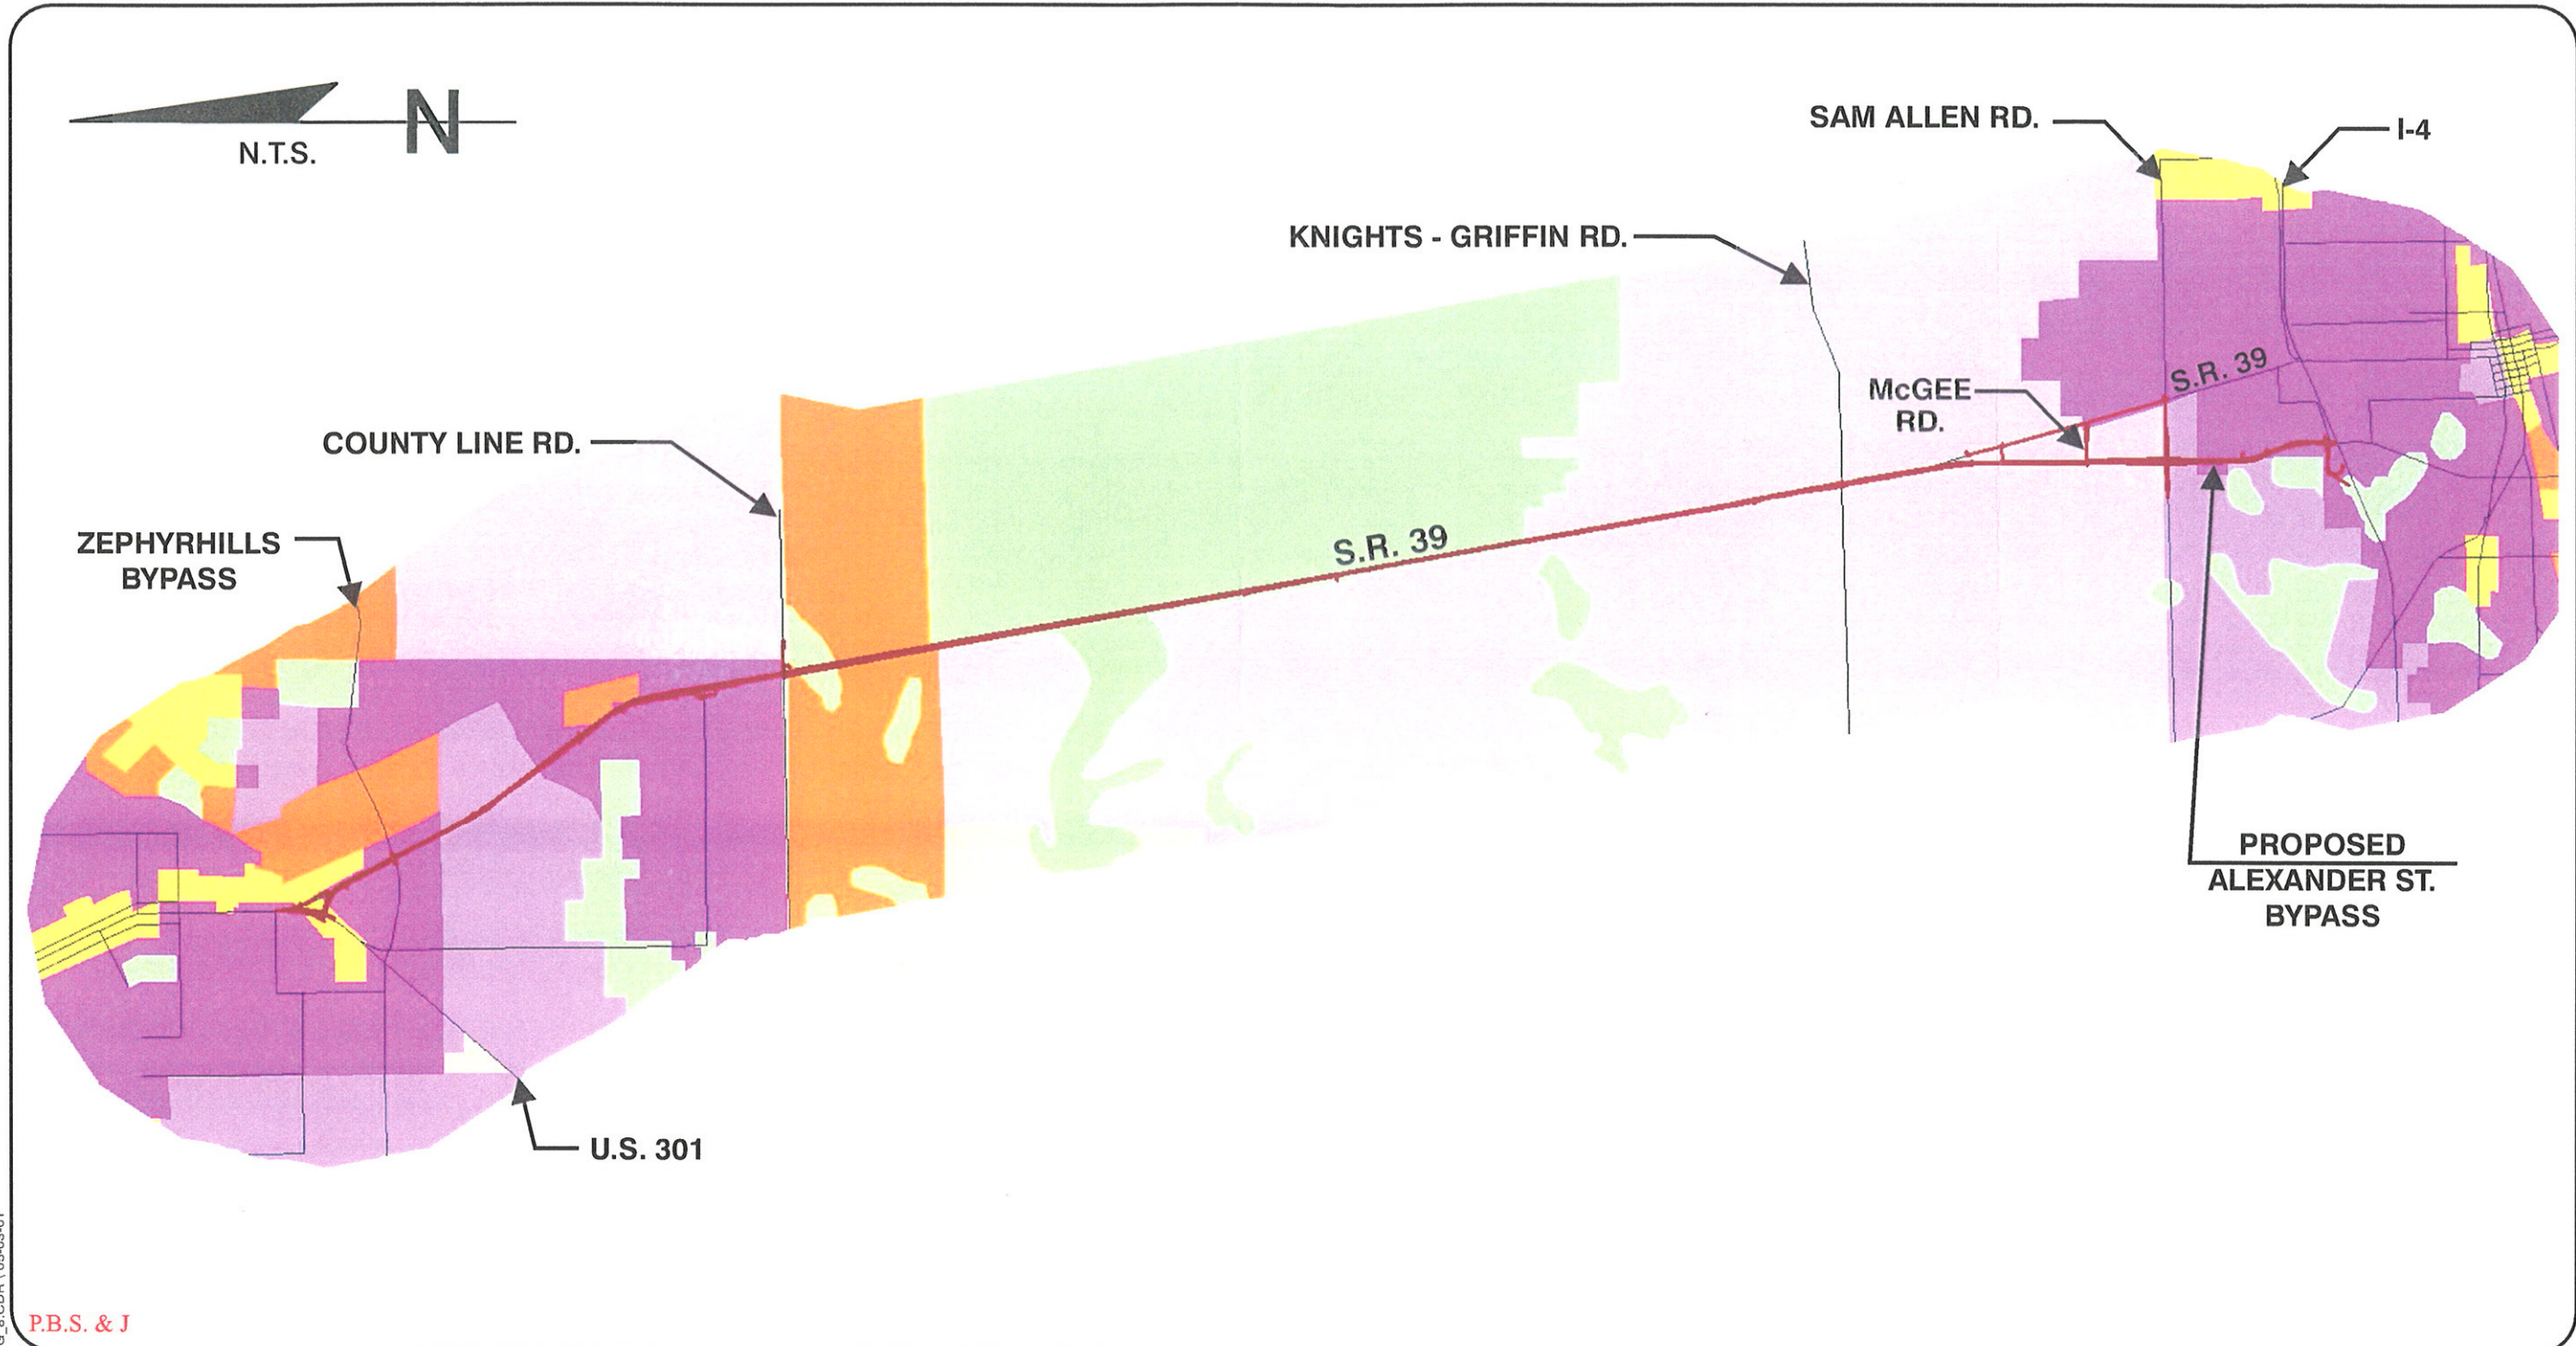 N
N.T.S.
SAM ALLEN RD.
I-4
KNIGHTS - GRIFFIN RD.
S.R. 39
McGEE
RD.
COUNTY LINE RD.
S.R. 39
ZEPHYRHILLS
BYPASS
PROPOSED
ALEXANDER ST.
BYPASS
U.S. 301
P.B.S. & J